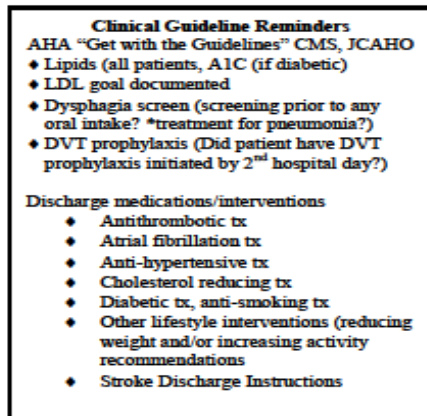 Clinical Guideline Reminders
AHA “Get with the Guidelines” CMS, JCAHO
♦ Lipids (all patients, A1C (if diabetic)
♦ LDL goal documented
♦ Dysphagia screen (screening prior to any
oral intake? *treatment for pneumonia?)
♦ DVT prophylaxis (Did patient have DVT
prophylaxis initiated by 2nd hospital day?)
Discharge medications/interventions
♦ Antithrombotic tx
♦ Atrial fibrillation tx
♦ Anti-hypertensive tx
♦ Cholesterol reducing tx
♦ Diabetic tx, anti-smoking tx
♦ Other lifestyle interventions (reducing
weight and/or increasing activity
recommendations
♦ Stroke Discharge Instructions